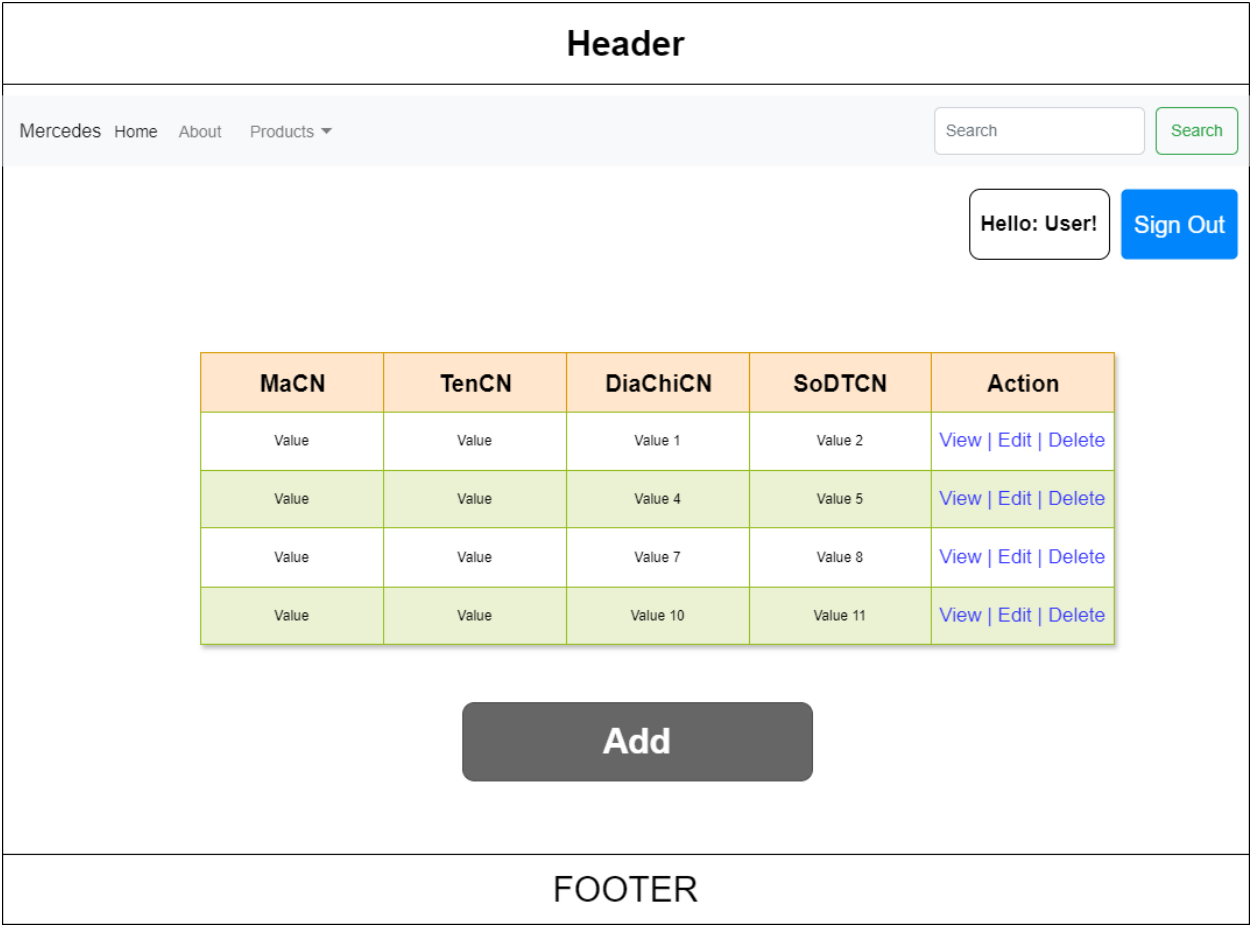 Header
Mercedes Home About Products Search Search
Hello: User! Sign Out
MaCN TenCN DiaChiCN SoDTCN Action
Value Value Value 1 Value 2 View | Edit | Delete
Value Value Value 4 Value 5 View | Edit | Delete
Value Value Value 7 Value 8 View | Edit | Delete
Value Value Value 10 Value 11 View | Edit | Delete
Add
FOOTER